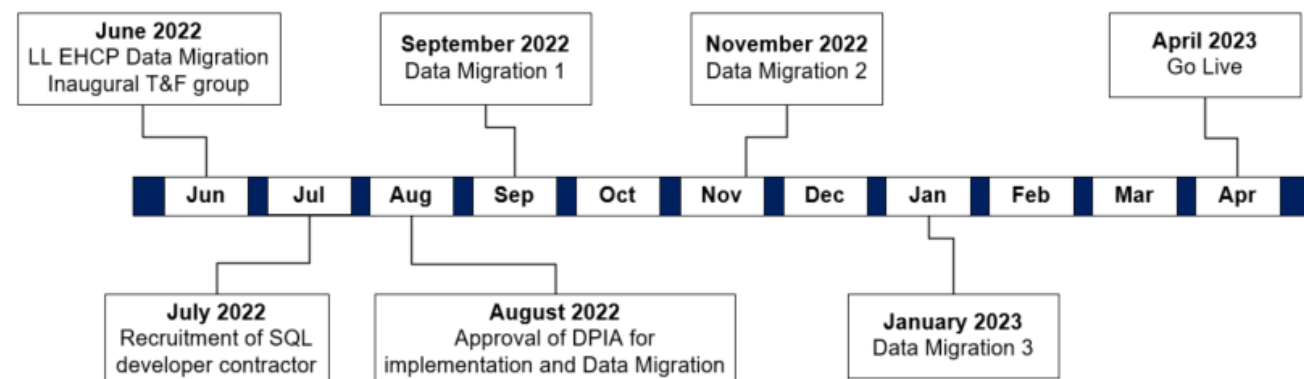 June 2022
LL EHCP Data Migration
Inaugural T&F group
September 2022
Data Migration 1
November 2022
Data Migration 2
April 2023
Go Live
Jun Jul Aug Sep Oct Nov Dec Jan Feb Mar Apr
July 2022
Recruitment of SQL
developer contractor
August 2022
Approval of DPIA for
implementation and Data Migration
January 2023
Data Migration 3